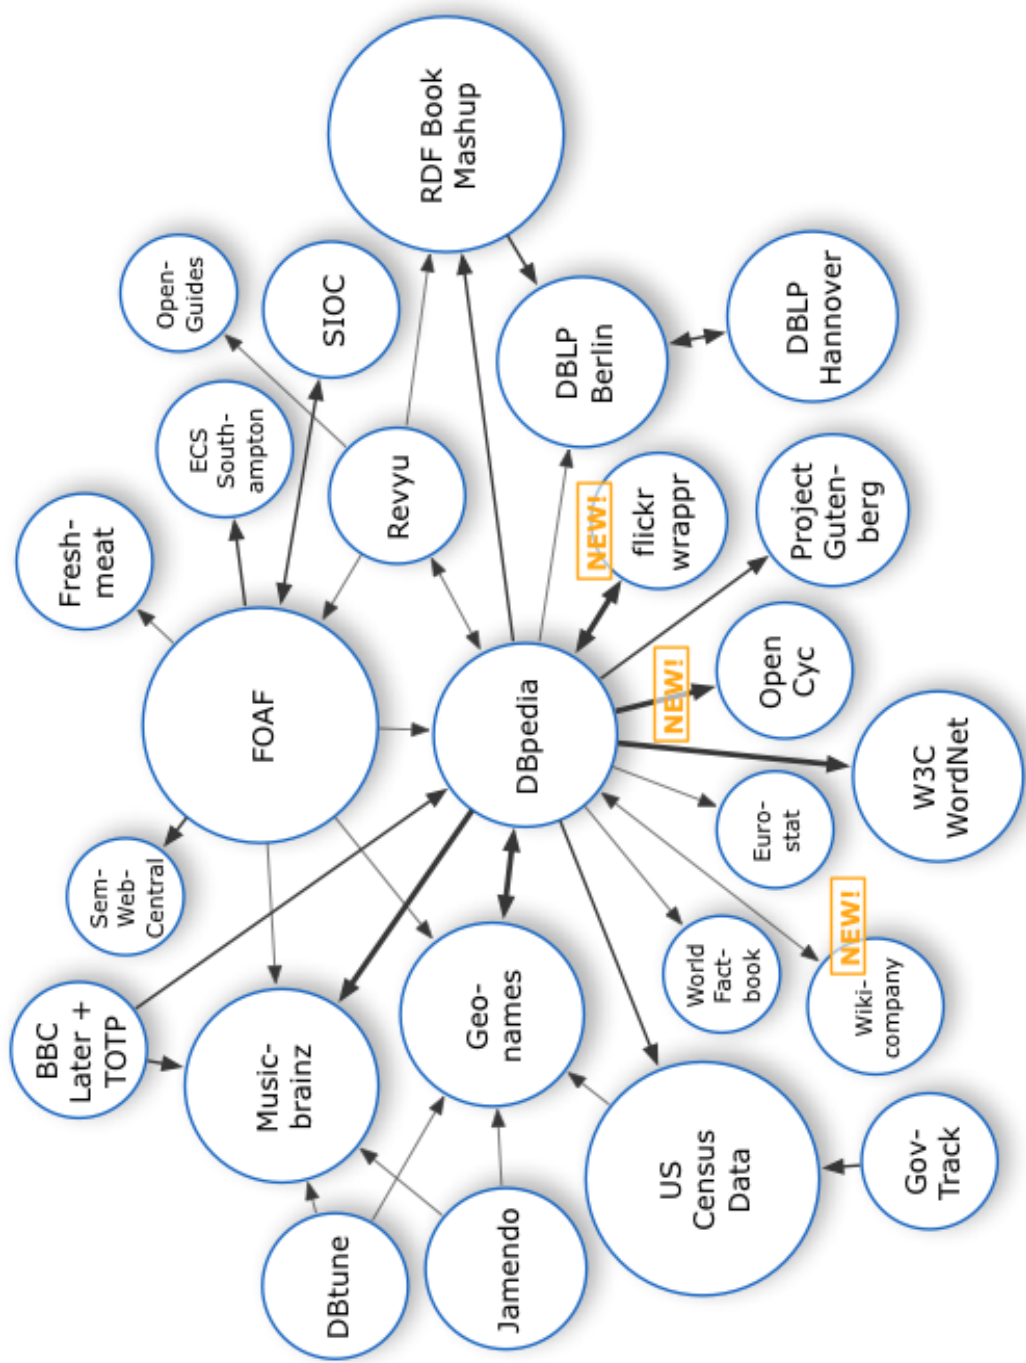 BBC
Later +
TOTP
Fresh-
meat
Sem-
Web-
Central
Open-
Guides
ECS
South-
ampton
FOAF
Music-
brainz
SIOC
DBtune
Revyu
RDF Book
Mashup
Geo-
names
Jamendo
DBpedia
DBLP
Berlin
NEW!
flickr
wrappr
NEW!
Open
Cyc
US
Census
Data
World
Fact-
book
Euro-
stat
DBLP
Hannover
Project
Guten-
berg
NEW!
Wiki-
company
Gov-
Track
W3C
WordNet